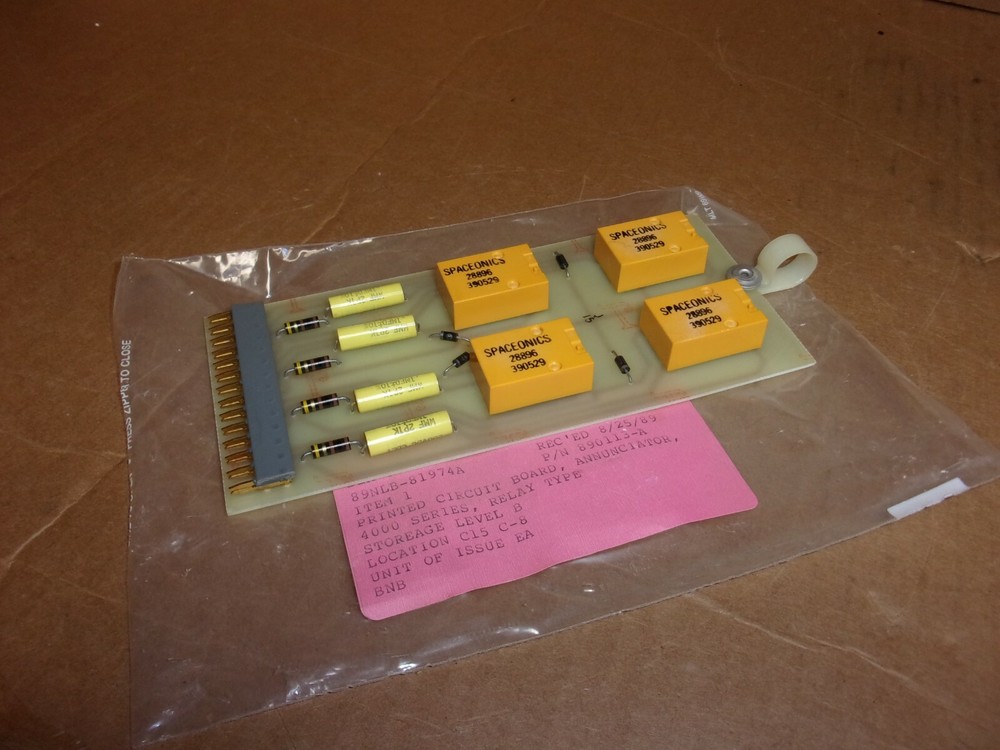 SPACEONICS
28896
390529
SPACEONICS
28896
390529
SPACEONICS
28896
390529
SPACEONICS
28896
390529
WMF 2P1K
PRESS ZIPPER TO CLOSE
89NLB-81974A REC'ED 8/25/89
ITEM 1 P/N 890113-A
PRINTED CIRCUIT BOARD, ANNUNCIATOR,
4000 SERIES, RELAY TYPE
STOREAGE LEVEL B
LOCATION C15 C-8
UNIT OF ISSUE EA
BNB